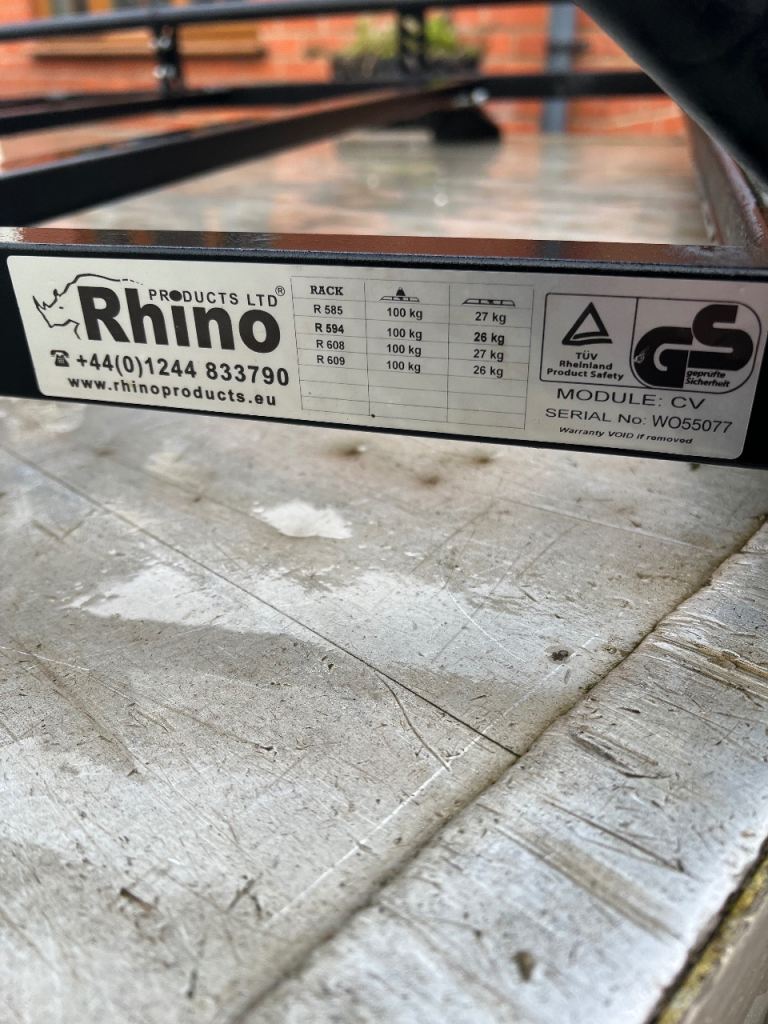 PRODUCTS LTD®
Rhino
☎ +44(0)1244 833790
www.rhinoproducts.eu
RACK
R 585 100 kg 27 kg
R 594 100 kg 26 kg
R 608 100 kg 27 kg
R 609 100 kg 26 kg
TÜV
Rheinland
Product Safety
GS
geprüfte
Sicherheit
MODULE: CV
SERIAL No: WO55077
Warranty VOID if removed